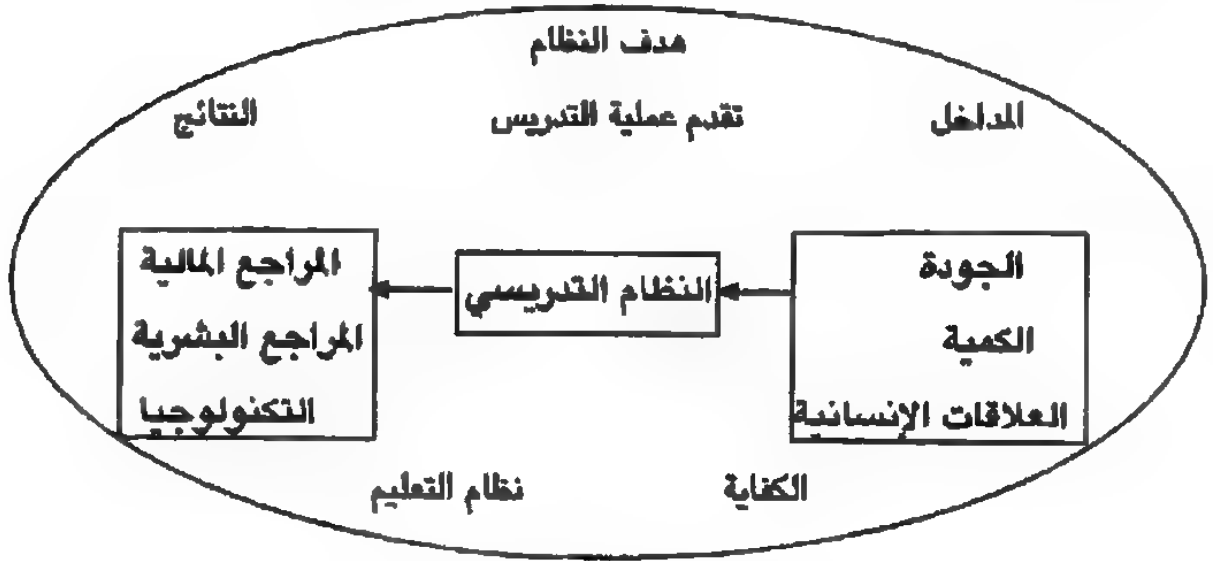 هدف النظام
المداخل
تقدم عملية التدريس
النتائج
الجودة
الكمية
العلاقات الإنسانية
النظام التدريسي
المراجع المالية
المراجع البشرية
التكنولوجيا
الكفاية
نظام التعليم